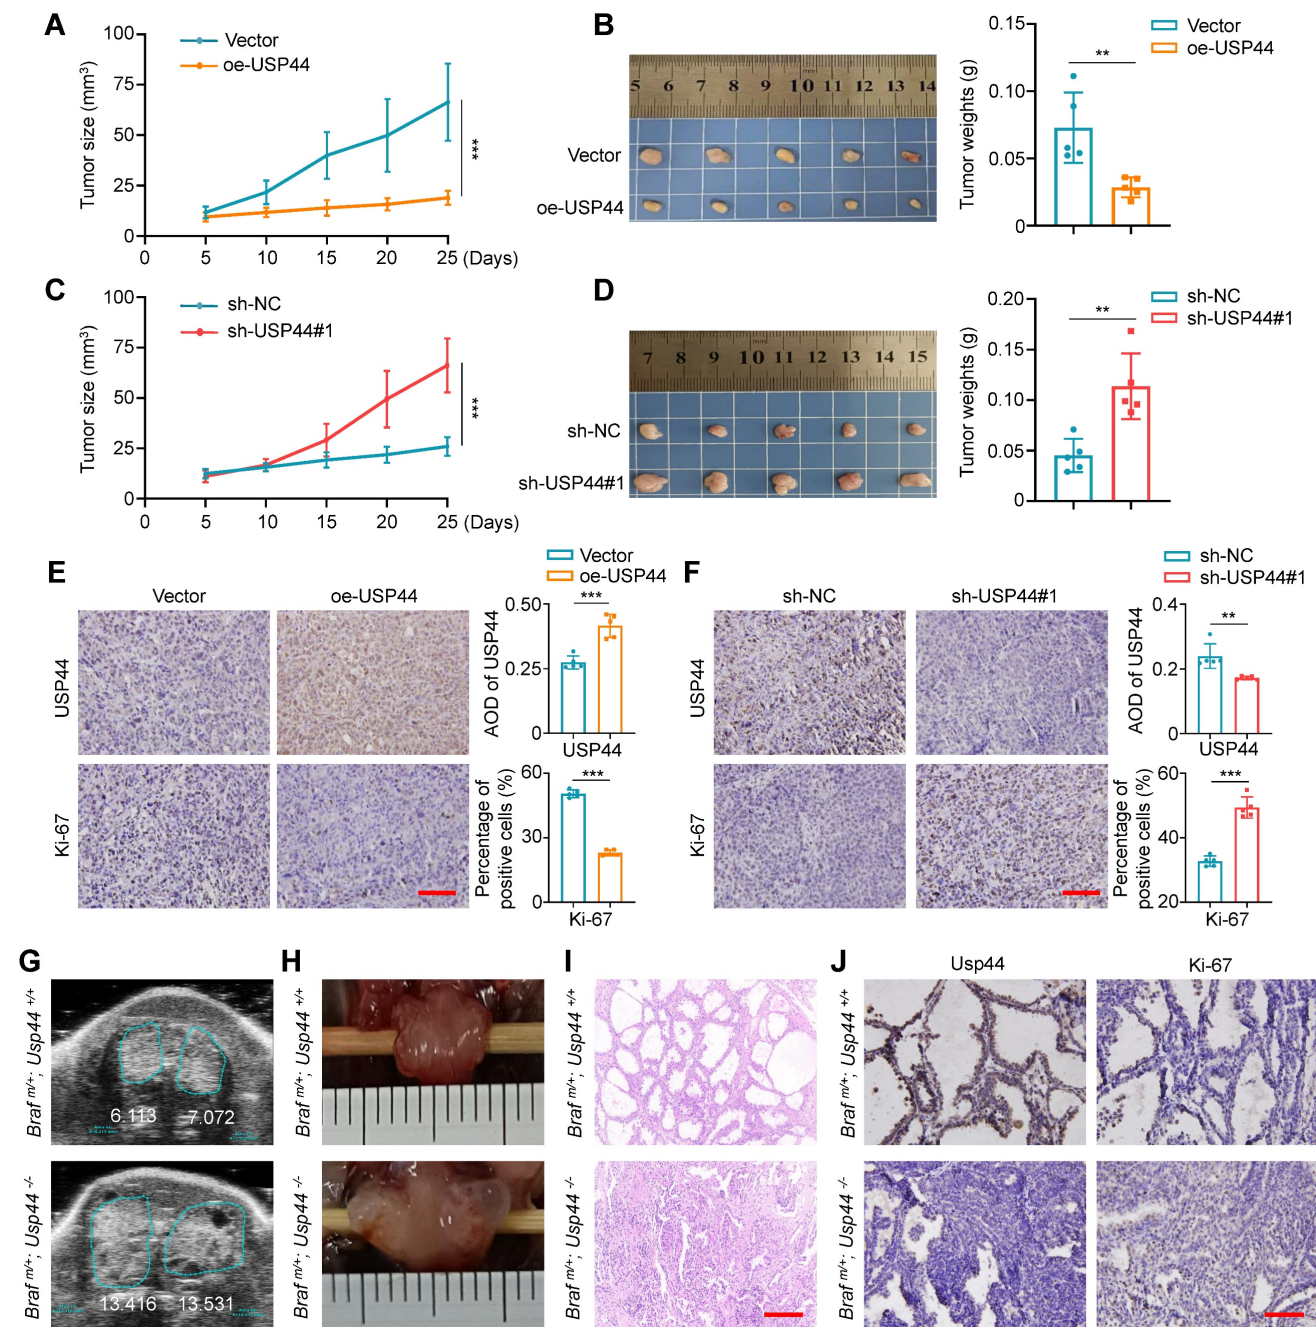 A
100
75
50
25
0
Tumor size (mm³)
Vector
oe-USP44
***
0 5 10 15 20 25 (Days)
B
5 6 7 8 9 10 11 12 13 14
mm
Vector
oe-USP44
0.15
0.10
0.05
0
Tumor weights (g)
**
Vector
oe-USP44
C
100
75
50
25
0
Tumor size (mm³)
sh-NC
sh-USP44#1
***
0 5 10 15 20 25 (Days)
D
7 8 9 10 11 12 13 14 15
mm
sh-NC
sh-USP44#1
0.20
0.15
0.10
0.05
0
Tumor weights (g)
**
sh-NC
sh-USP44#1
E
Vector oe-USP44
USP44
Ki-67
Vector
oe-USP44
0.50
0.25
0
AOD of USP44
***
USP44
60
30
0
Percentage of
positive cells (%)
***
Ki-67
F
sh-NC sh-USP44#1
USP44
Ki-67
sh-NC
sh-USP44#1
0.4
0.2
0
AOD of USP44
**
USP44
60
40
20
Percentage of
positive cells (%)
***
Ki-67
G
Braf m/+; Usp44 +/+
6.113 7.072
Braf m/+; Usp44 -/-
13.416 13.531
H
Braf m/+; Usp44 +/+
Braf m/+; Usp44 -/-
I
Braf m/+; Usp44 +/+
Braf m/+; Usp44 -/-
J
Usp44 Ki-67
Braf m/+; Usp44 +/+
Braf m/+; Usp44 -/-